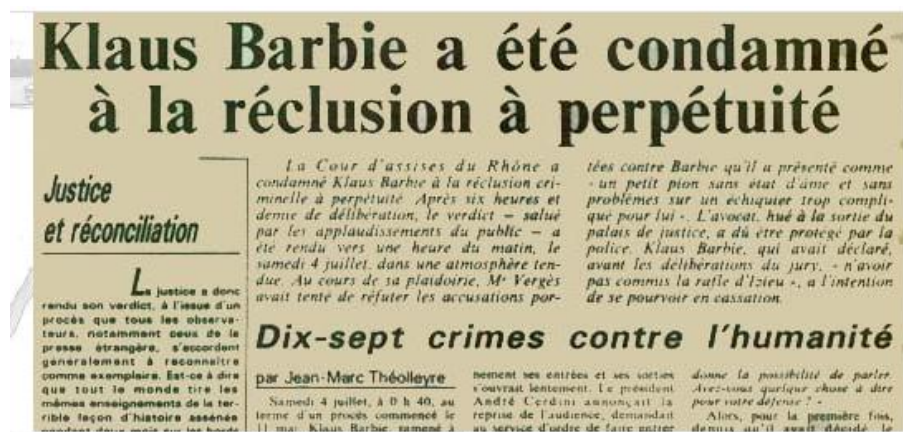 Klaus Barbie a été condamné
à la réclusion à perpétuité
Justice
et réconciliation
La justice a donc
rendu son verdict, à l'issue d'un
procès que tous les observa-
teurs, notamment ceux de la
presse étrangère, s'accordent
généralement à reconnaître
comme exemplaire. Est-ce à dire
que tout le monde tire les
mêmes enseignements de la ter-
rible leçon d'histoire assénée
pendant deux mois sur les bords
La Cour d'assises du Rhône a
condamné Klaus Barbie à la réclusion cri-
minelle à perpétuité. Après six heures et
demie de délibération, le verdict – salué
par les applaudissements du public – a
été rendu vers une heure du matin, le
samedi 4 juillet, dans une atmosphère ten-
due. Au cours de sa plaidoirie, Me Vergès
avait tenté de réfuter les accusations por-
tées contre Barbie qu'il a présenté comme
« un petit pion sans état d'âme et sans
problèmes sur un échiquier trop compli-
qué pour lui ». L'avocat, hué à la sortie du
palais de justice, a dû être protégé par la
police. Klaus Barbie, qui avait déclaré,
avant les délibérations du jury, « n'avoir
pas commis la rafle d'Izieu », a l'intention
de se pourvoir en cassation.
Dix-sept crimes contre l'humanité
par Jean-Marc Théolleyre
Samedi 4 juillet, à 0 h 40, au
terme d'un procès commencé le
11 mai, Klaus Barbie, ramené à
nement ses entrées et ses sorties
s'ouvrait lentement. Le président
André Cerdini annonçait la
reprise de l'audience, demandait
au service d'ordre de faire entrer
donne la possibilité de parler.
Avez-vous quelque chose à dire
pour votre défense ? »
Alors, pour la première fois,
depuis qu'il avait décidé, le